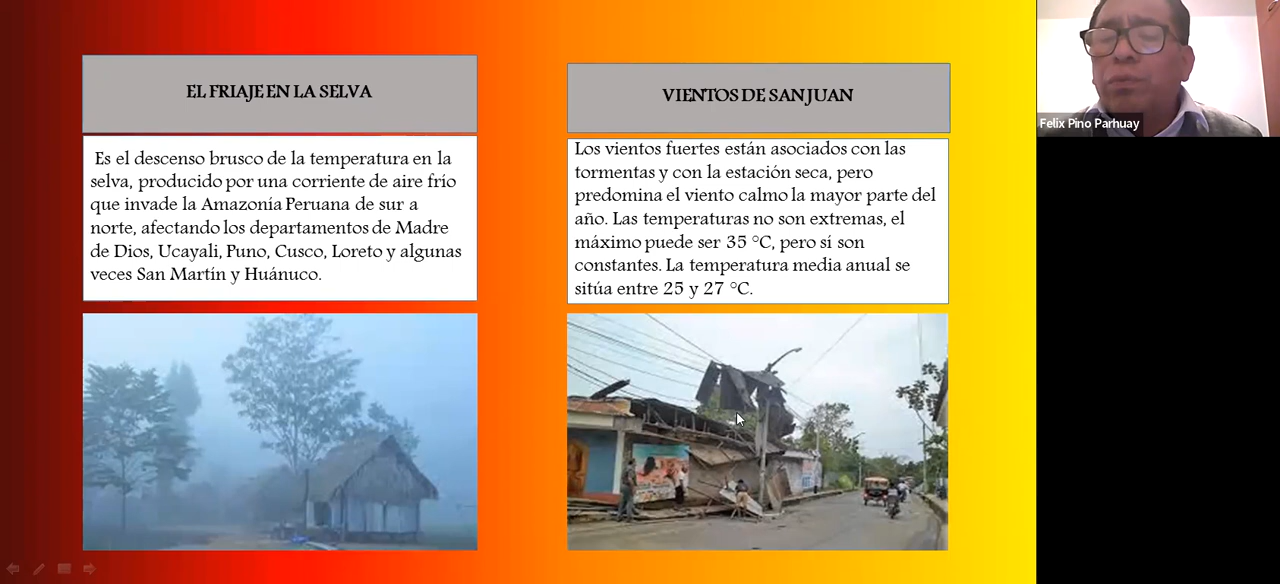 EL FRIAJE EN LA SELVA
Es el descenso brusco de la temperatura en la
selva, producido por una corriente de aire frío
que invade la Amazonía Peruana de sur a
norte, afectando los departamentos de Madre
de Dios, Ucayali, Puno, Cusco, Loreto y algunas
veces San Martín y Huánuco.
VIENTOS DE SAN JUAN
Los vientos fuertes están asociados con las
tormentas y con la estación seca, pero
predomina el viento calmo la mayor parte del
año. Las temperaturas no son extremas, el
máximo puede ser 35 °C, pero sí son
constantes. La temperatura media anual se
sitúa entre 25 y 27 °C.
Felix Pino Parhuay